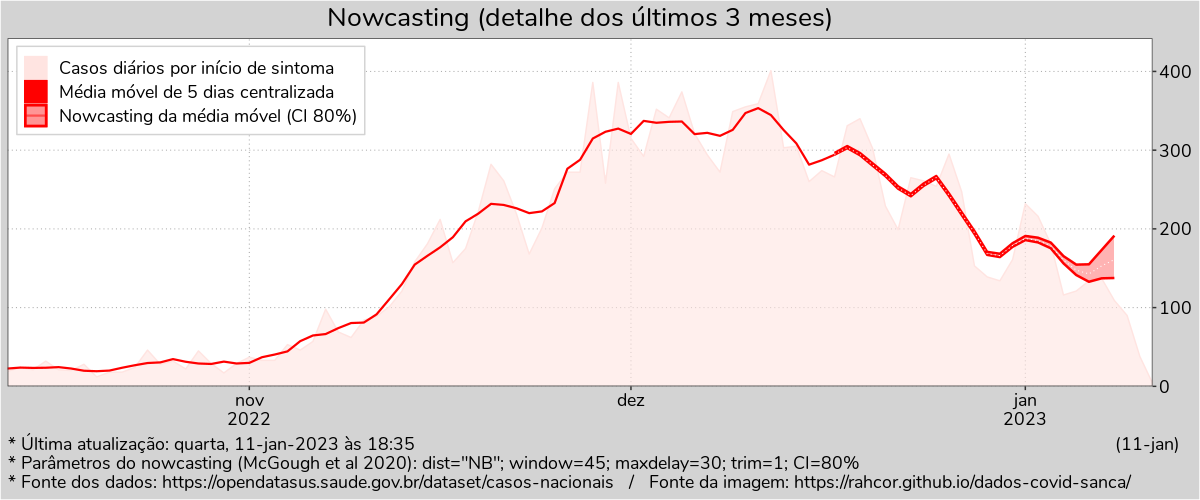 Nowcasting (detalhe dos últimos 3 meses)
Casos diários por início de sintoma
Média móvel de 5 dias centralizada
Nowcasting da média móvel (CI 80%)
400
300
200
100
0
nov
2022
dez
jan
2023
* Última atualização: quarta, 11-jan-2023 às 18:35
(11-jan)
* Parâmetros do nowcasting (McGough et al 2020): dist="NB"; window=45; maxdelay=30; trim=1; CI=80%
* Fonte dos dados: https://opendatasus.saude.gov.br/dataset/casos-nacionais / Fonte da imagem: https://rahcor.github.io/dados-covid-sanca/